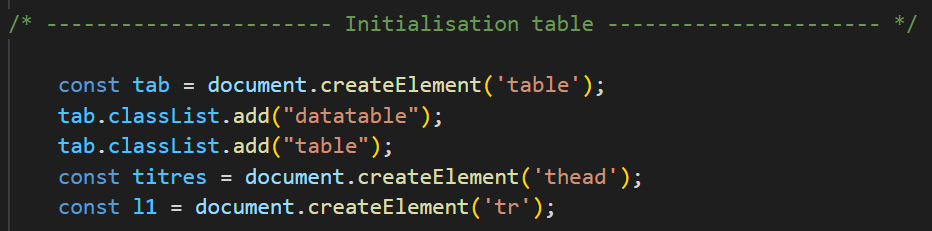 /* ----------------------- Initialisation table ---------------------- */
const tab = document.createElement('table');
tab.classList.add("datatable");
tab.classList.add("table");
const titres = document.createElement('thead');
const l1 = document.createElement('tr');